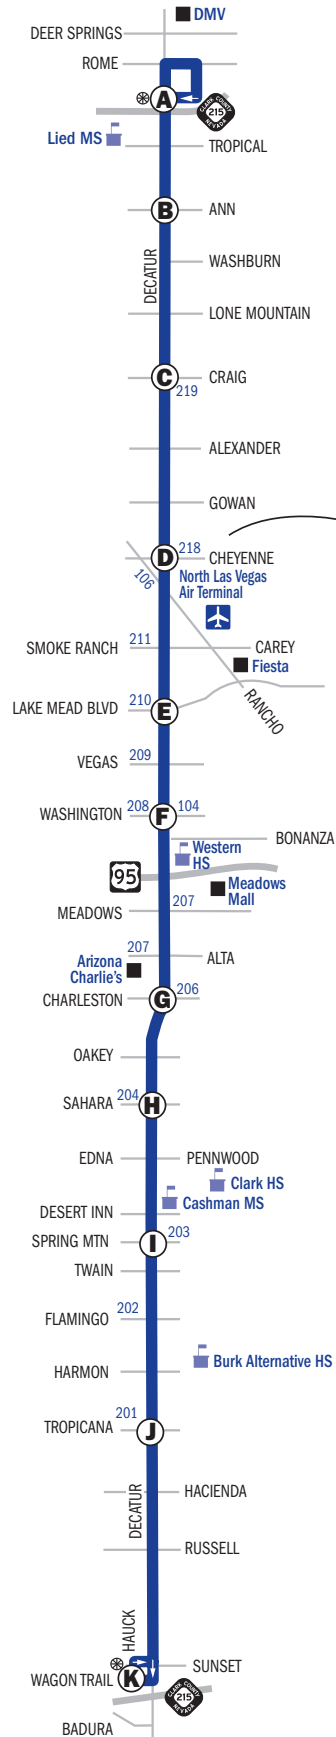 DMV
DEER SPRINGS
ROME
A
CLARK COUNTY
215
NEVADA
Lied MS
TROPICAL
B
ANN
DECATUR
WASHBURN
LONE MOUNTAIN
C
CRAIG
219
ALEXANDER
GOWAN
D
218
CHEYENNE
106
North Las Vegas
Air Terminal
SMOKE RANCH
211
CAREY
Fiesta
RANCHO
LAKE MEAD BLVD
210
E
VEGAS
209
WASHINGTON
208
F
104
BONANZA
Western
HS
95
Meadows
Mall
MEADOWS
207
207
ALTA
Arizona
Charlie's
CHARLESTON
G
206
OAKEY
SAHARA
204
H
EDNA
PENNWOOD
Clark HS
Cashman MS
DESERT INN
SPRING MTN
I
203
TWAIN
202
FLAMINGO
Burk Alternative HS
HARMON
201
TROPICANA
J
HACIENDA
DECATUR
RUSSELL
HAUCK
SUNSET
WAGON TRAIL
K
CLARK COUNTY
215
NEVADA
BADURA